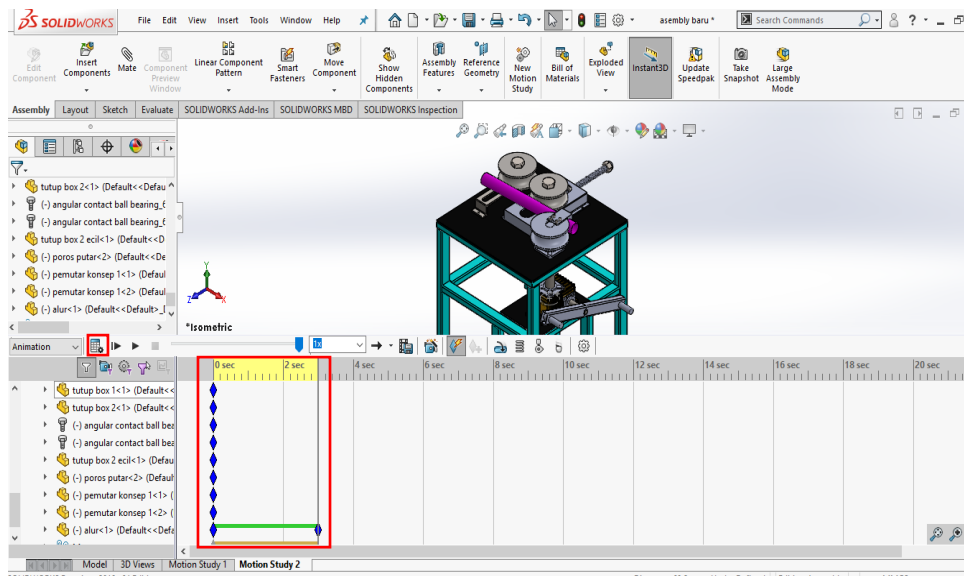 SOLIDWORKS File Edit View Insert Tools Window Help asembly baru * Search Commands
Edit Component
Insert Components
Mate
Component Preview Window
Linear Component Pattern
Smart Fasteners
Move Component
Show Hidden Components
Assembly Features
Reference Geometry
New Motion Study
Bill of Materials
Exploded View
Instant3D
Update Speedpak
Take Snapshot
Large Assembly Mode
Assembly Layout Sketch Evaluate SOLIDWORKS Add-Ins SOLIDWORKS MBD SOLIDWORKS Inspection
tutup box 2<1> (Default<<Defau
(-) angular contact ball bearing_6
(-) angular contact ball bearing_6
tutup box 2 ecil<1> (Default<<D
(-) poros putar<2> (Default<<De
(-) pemutar konsep 1<1> (Defaul
(-) pemutar konsep 1<2> (Defaul
(-) alur<1> (Default<<Default>_
Y
Z X
*Isometric
Animation 1x
0 sec 2 sec 4 sec 6 sec 8 sec 10 sec 12 sec 14 sec 16 sec 18 sec 20 sec
tutup box 1<1> (Default<<
tutup box 2<1> (Default<<
(-) angular contact ball bea
(-) angular contact ball bea
tutup box 2 ecil<1> (Defau
(-) poros putar<2> (Default
(-) pemutar konsep 1<1> (
(-) pemutar konsep 1<2> (
(-) alur<1> (Default<<Defa
Model 3D Views Motion Study 1 Motion Study 2